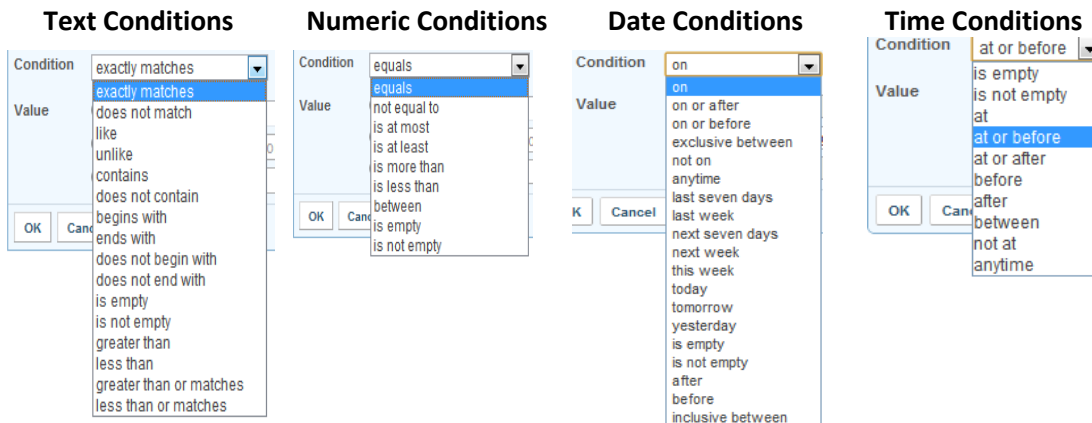 Text Conditions
Numeric Conditions
Date Conditions
Time Conditions
Condition
exactly matches
Value
exactly matches
does not match
like
unlike
contains
does not contain
begins with
ends with
does not begin with
does not end with
is empty
is not empty
greater than
less than
greater than or matches
less than or matches
OK
Canc
Condition
equals
Value
equals
not equal to
is at most
is at least
is more than
is less than
between
is empty
is not empty
OK
Canc
Condition
on
Value
on
on or after
on or before
exclusive between
not on
anytime
last seven days
last week
next seven days
next week
this week
today
tomorrow
yesterday
is empty
is not empty
after
before
inclusive between
K
Cancel
Condition
at or before
Value
is empty
is not empty
at
at or before
at or after
before
after
between
not at
anytime
OK
Can